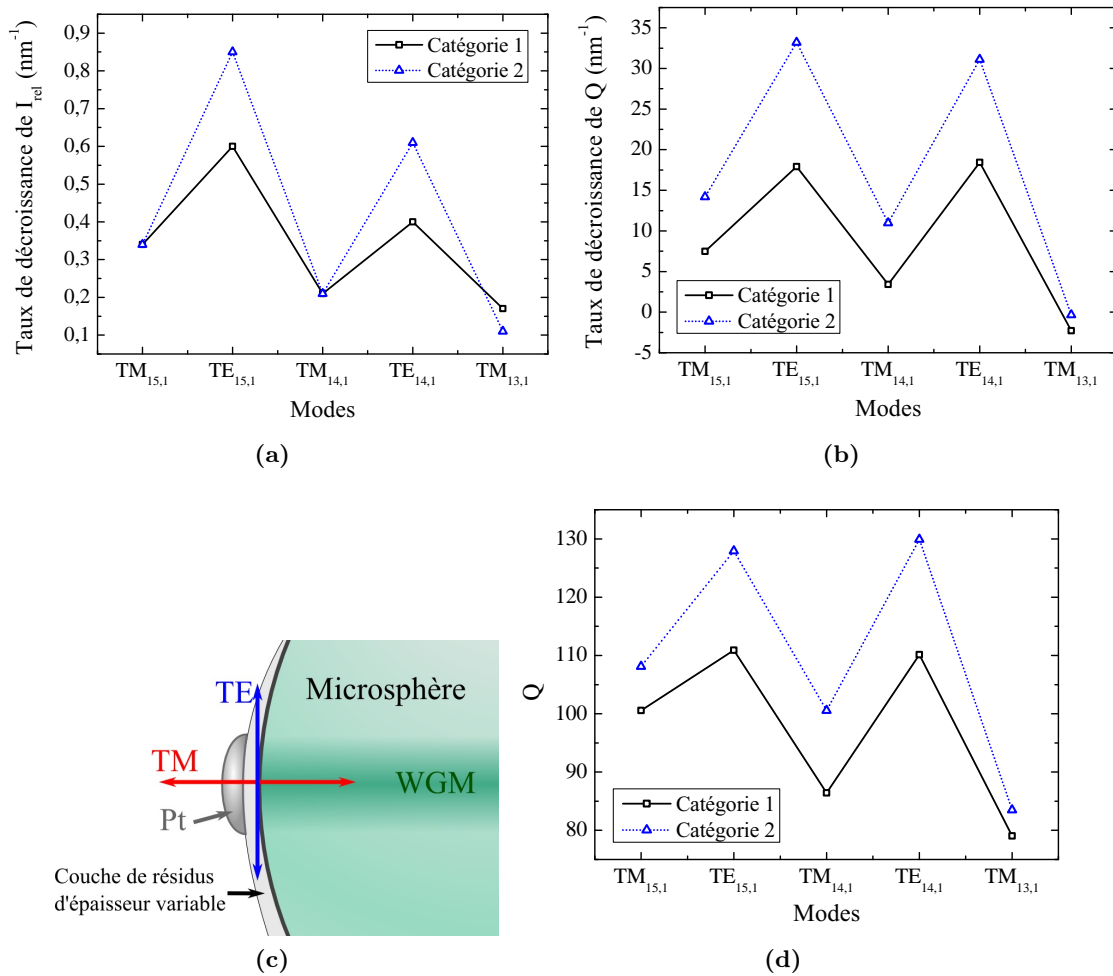 Taux de décroissance de I_rel (nm⁻¹)
0.9
0.8
0.7
0.6
0.5
0.4
0.3
0.2
0.1
Catégorie 1
Catégorie 2
TM_15,1 TE_15,1 TM_14,1 TE_14,1 TM_13,1
Modes
(a)
Taux de décroissance de Q (nm⁻¹)
35
30
25
20
15
10
5
0
-5
Catégorie 1
Catégorie 2
TM_15,1 TE_15,1 TM_14,1 TE_14,1 TM_13,1
Modes
(b)
TE
Microsphère
TM
WGM
Pt
Couche de résidus
d'épaisseur variable
(c)
Q
130
120
110
100
90
80
Catégorie 1
Catégorie 2
TM_15,1 TE_15,1 TM_14,1 TE_14,1 TM_13,1
Modes
(d)